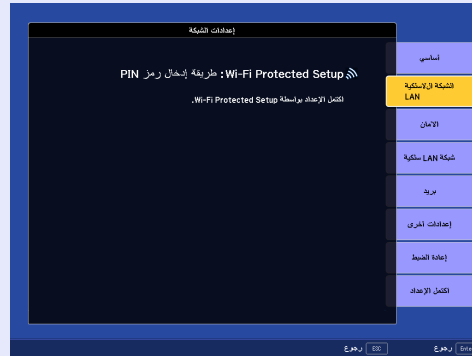 إعدادات الشبكة
Wi-Fi Protected Setup: طريقة إدخال رمز PIN
اكتمل الإعداد بواسطة Wi-Fi Protected Setup.
أساسي
الشبكة اللاسلكية
LAN
الأمان
شبكة LAN سلكية
بريد
إعدادات أخرى
إعادة الضبط
اكتمل الإعداد
Enter رجوع
ESC رجوع